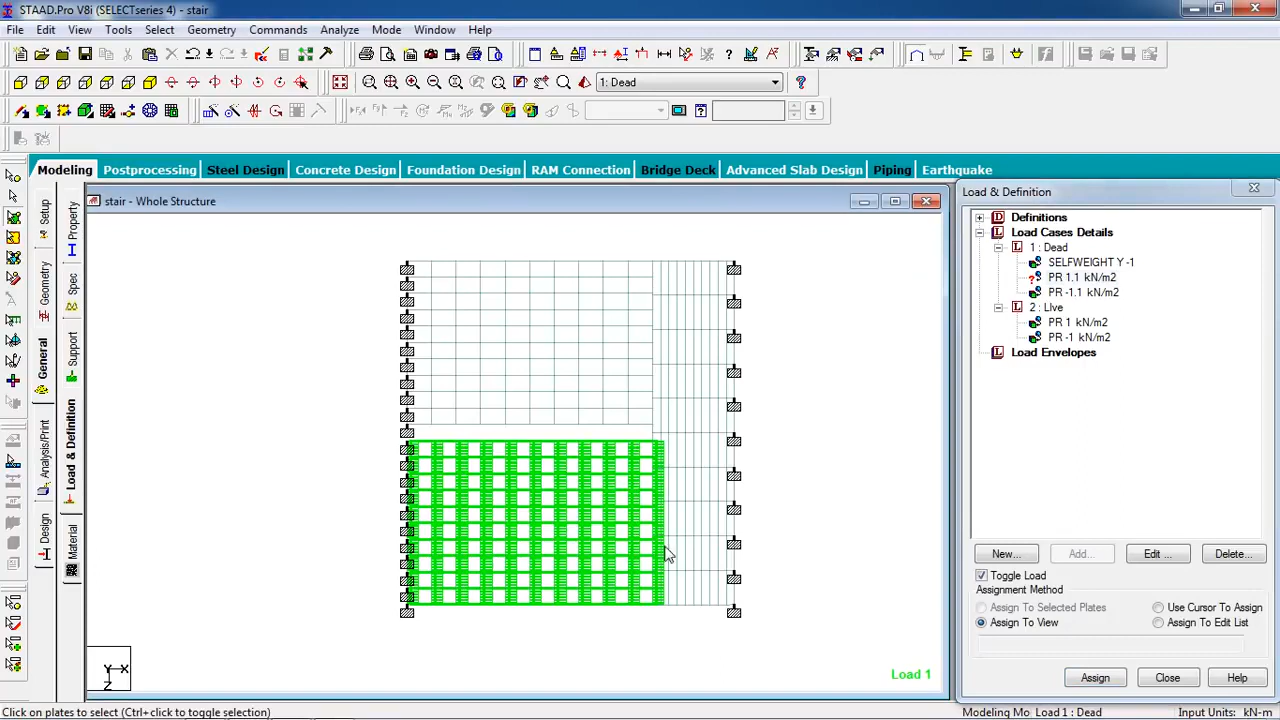 STAAD.Pro V8i (SELECTseries 4) - stair
File Edit View Tools Select Geometry Commands Analyze Mode Window Help
1: Dead
Modeling Postprocessing Steel Design Concrete Design Foundation Design RAM Connection Bridge Deck Advanced Slab Design Piping Earthquake
stair - Whole Structure
Load & Definition
Setup
Geometry
General
Analysis/Print
Design
Property
Spec
Support
Load & Definition
Material
Definitions
Load Cases Details
1 : Dead
SELFWEIGHT Y -1
PR 1.1 kN/m2
PR -1.1 kN/m2
2 : LIve
PR 1 kN/m2
PR -1 kN/m2
Load Envelopes
New... Add... Edit ... Delete...
Toggle Load
Assignment Method
Assign To Selected Plates Use Cursor To Assign
Assign To View Assign To Edit List
Assign Close Help
Y X
Z
Load 1
Click on plates to select (Ctrl+click to toggle selection) Modeling Mo Load 1 : Dead Input Units: kN-m